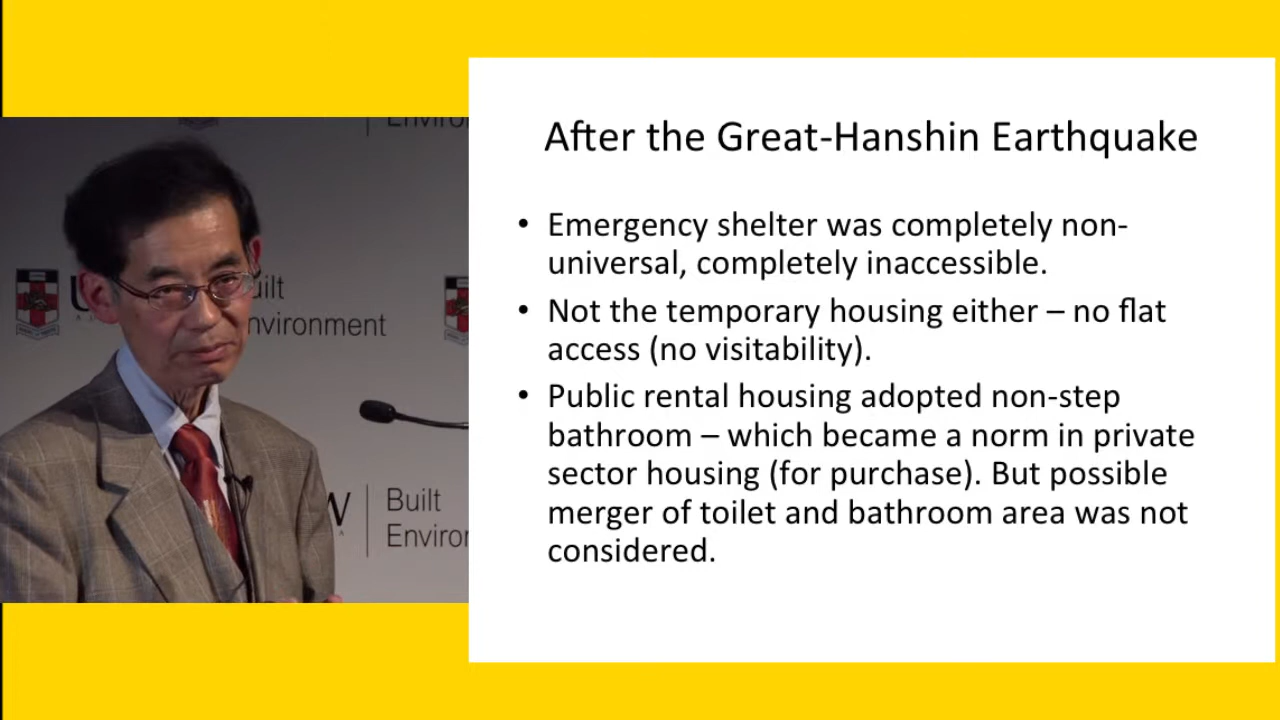 After the Great-Hanshin Earthquake
• Emergency shelter was completely non-
universal, completely inaccessible.
• Not the temporary housing either – no flat
access (no visitability).
• Public rental housing adopted non-step
bathroom – which became a norm in private
sector housing (for purchase). But possible
merger of toilet and bathroom area was not
considered.
Built
Environment